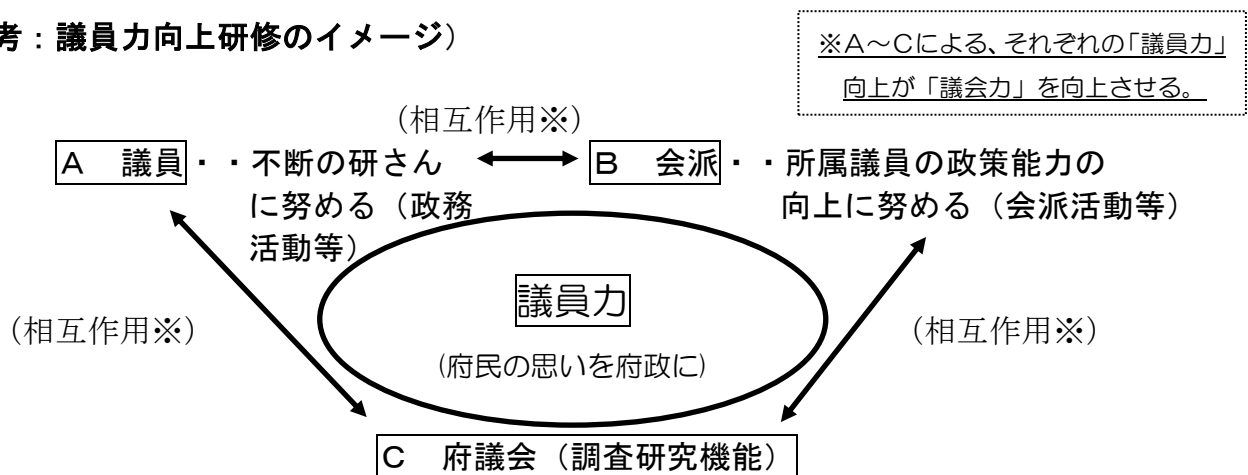 考：議員力向上研修のイメージ）
※Ａ～Ｃによる、それぞれの「議員力」
向上が「議会力」を向上させる。
（相互作用※）
Ａ　議員・・不断の研さん
に努める（政務
活動等）
Ｂ　会派・・所属議員の政策能力の
向上に努める（会派活動等）
議員力
（府民の思いを府政に）
（相互作用※）
（相互作用※）
Ｃ　府議会（調査研究機能）